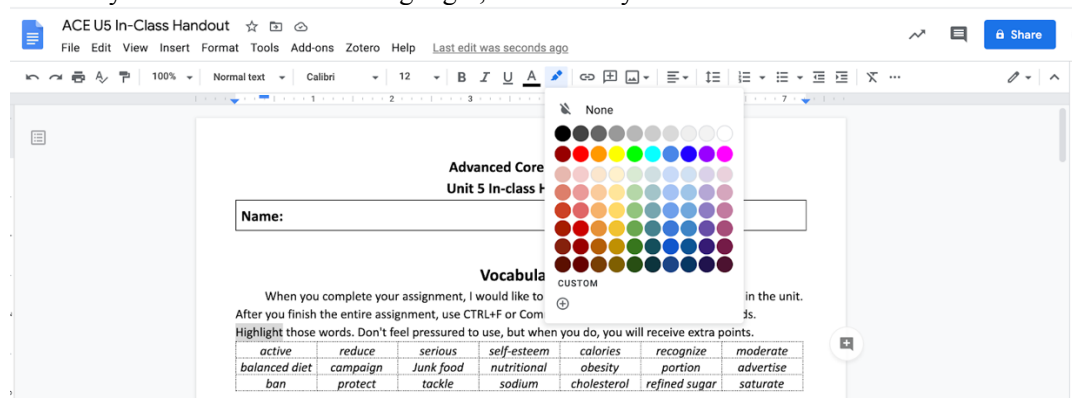 ACE U5 In-Class Handout
File Edit View Insert Format Tools Add-ons Zotero Help Last edit was seconds ago
Share
100% Normal text Calibri 12 B I U A
1 2 3 7
None
Advanced Core
Unit 5 In-class H
Name:
CUSTOM
Vocabula
When you complete your assignment, I would like to in the unit.
After you finish the entire assignment, use CTRL+F or Com ds.
Highlight those words. Don't feel pressured to use, but when you do, you will receive extra points.
active reduce serious self-esteem calories recognize moderate
balanced diet campaign Junk food nutritional obesity portion advertise
ban protect tackle sodium cholesterol refined sugar saturate